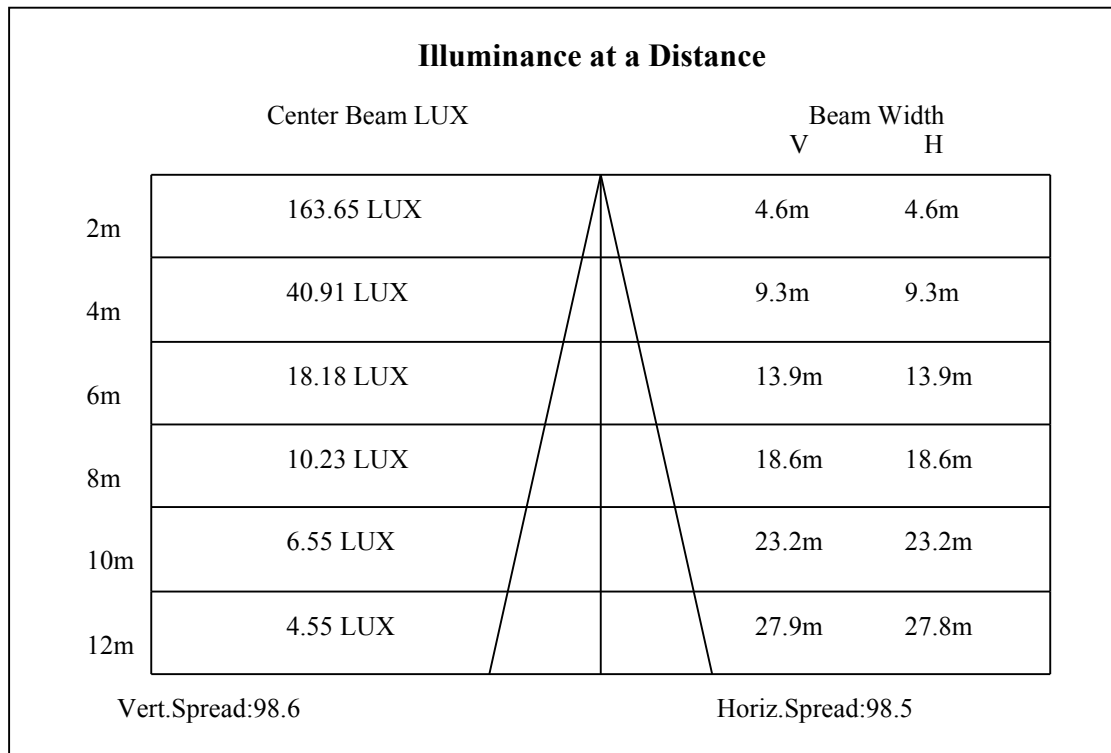 Illuminance at a Distance
Center Beam LUX Beam Width
V H
163.65 LUX 4.6m 4.6m
2m
40.91 LUX 9.3m 9.3m
4m
18.18 LUX 13.9m 13.9m
6m
10.23 LUX 18.6m 18.6m
8m
6.55 LUX 23.2m 23.2m
10m
4.55 LUX 27.9m 27.8m
12m
Vert.Spread:98.6 Horiz.Spread:98.5